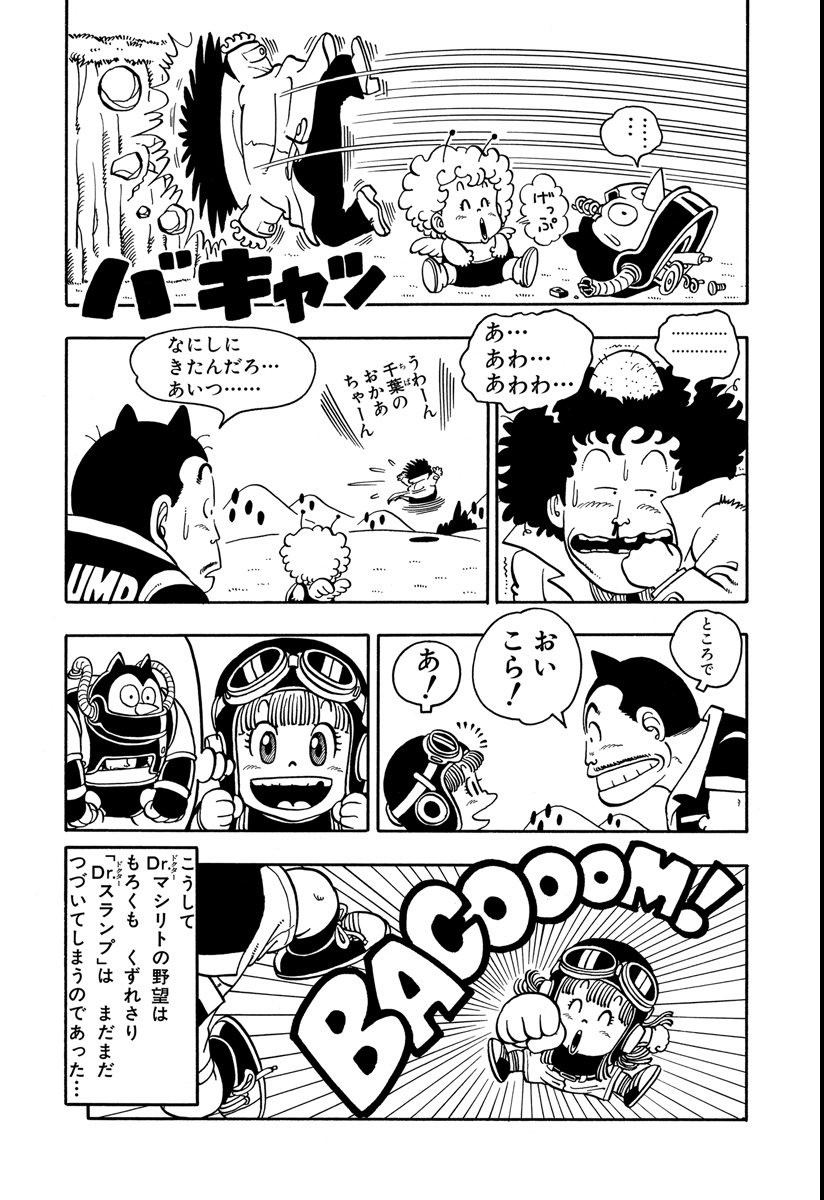 ……
げっぷ
バキャッ
…………
あ…
あわ…
あわわ…
うわーん
千葉の
おかあ
ちゃーん
なにしに
きたんだろ…
あいつ……
UMP
ところで
おい
こら!
あ!
BACOOOM!
こうして
Dr.マシリトの野望は
もろくも くずれさり
「Dr.スランプ」は まだまだ
つづいてしまうのであった…